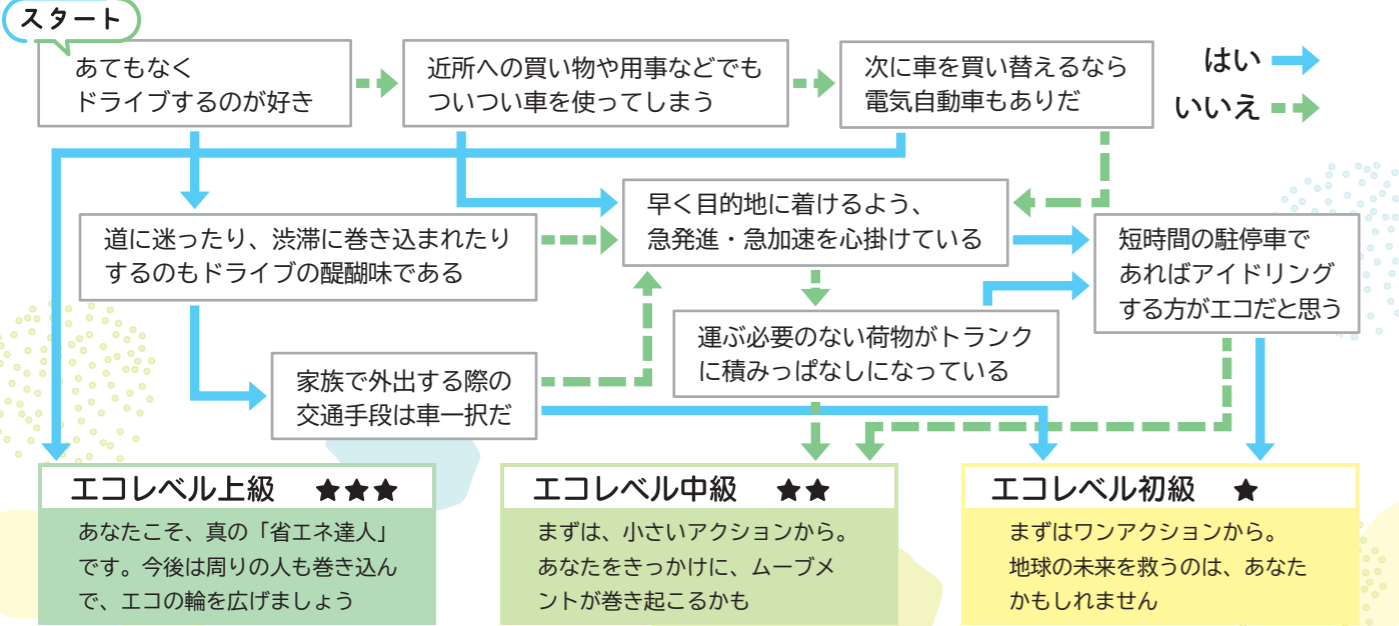 スタート
あてもなく
ドライブするのが好き
近所への買い物や用事などでも
ついつい車を使ってしまう
次に車を買い替えるなら
電気自動車もありだ
はい
いいえ
道に迷ったり、渋滞に巻き込まれたり
するのもドライブの醍醐味である
早く目的地に着けるよう、
急発進・急加速を心掛けている
短時間の駐停車で
あればアイドリング
する方がエコだと思う
運ぶ必要のない荷物がトランク
に積みっぱなしになっている
家族で外出する際の
交通手段は車一択だ
エコレベル上級 ★★★
あなたこそ、真の「省エネ達人」
です。今後は周りの人も巻き込ん
で、エコの輪を広げましょう
エコレベル中級 ★★
まずは、小さいアクションから。
あなたをきっかけに、ムーブメ
ントが巻き起こるかも
エコレベル初級 ★
まずはワンアクションから。
地球の未来を救うのは、あなた
かもしれません